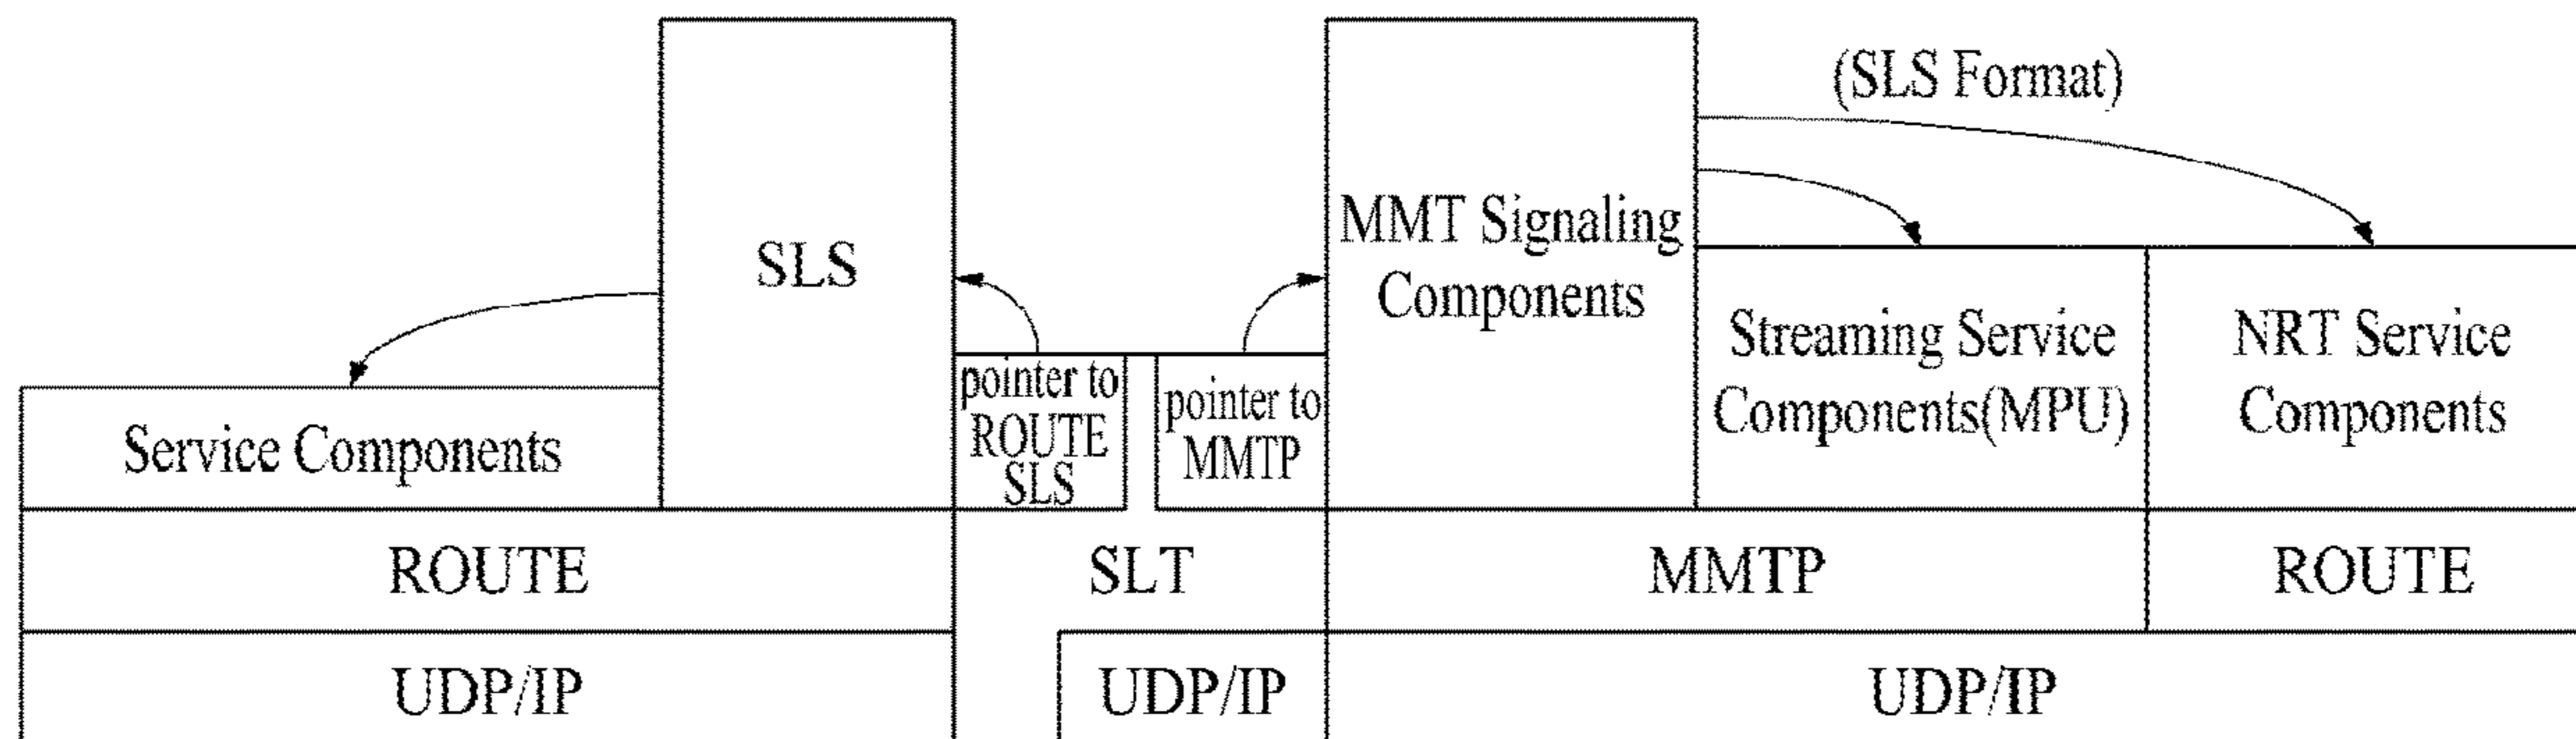 (SLS Format)
SLS
MMT Signaling
Components
Service Components
pointer to
ROUTE
SLS
pointer to
MMTP
Streaming Service
Components(MPU)
NRT Service
Components
ROUTE
SLT
MMTP
ROUTE
UDP/IP
UDP/IP
UDP/IP